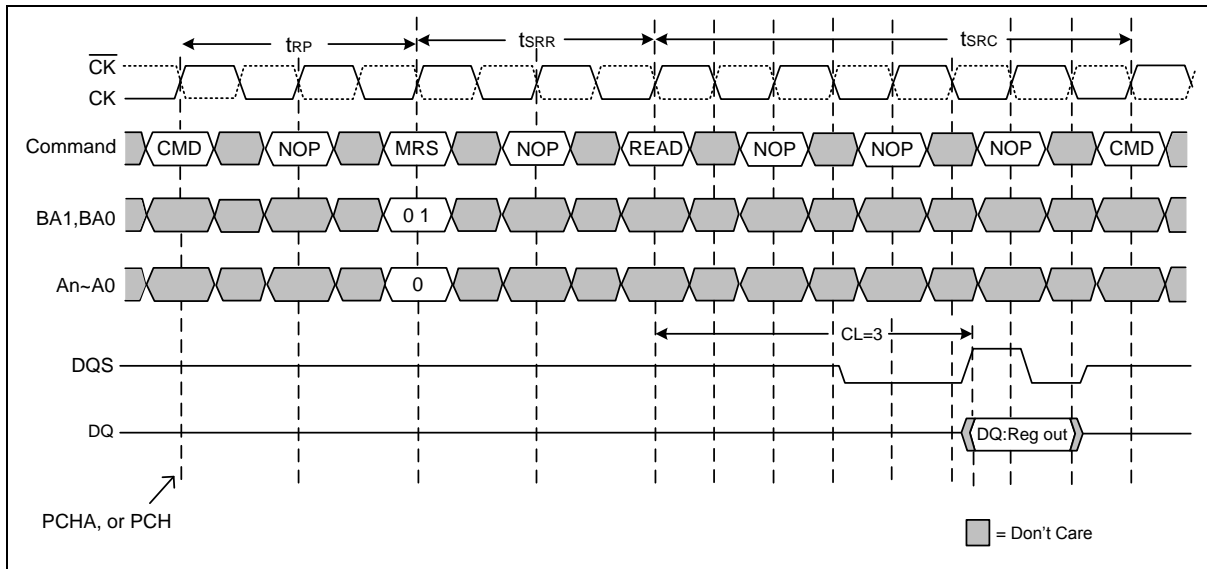 tRP tSRR tSRC
CK
CK
Command CMD NOP MRS NOP READ NOP NOP NOP CMD
BA1,BA0 0 1
An~A0 0
CL=3
DQS
DQ DQ:Reg out
PCHA, or PCH
= Don't Care